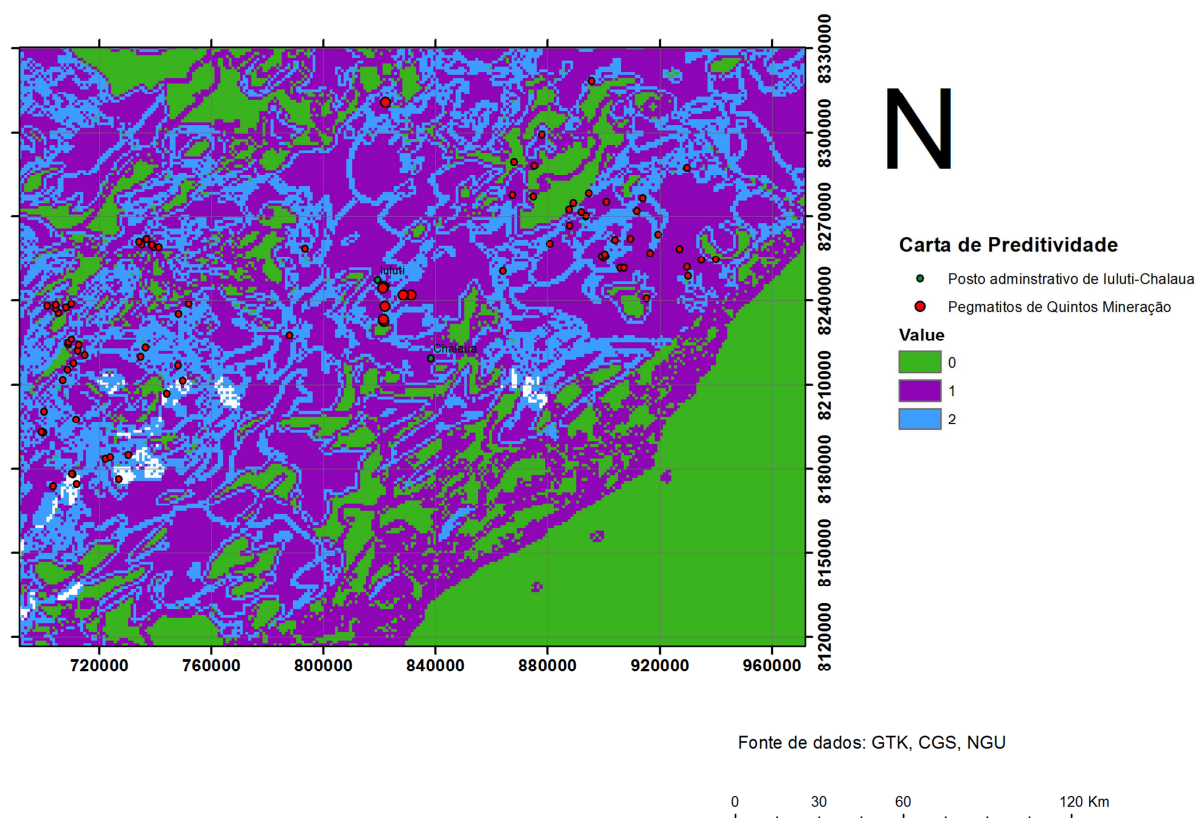 Iuluti
Chalaua
8330000
8300000
8270000
8240000
8210000
8180000
8150000
8120000
720000 760000 800000 840000 880000 920000 960000
N
Carta de Preditividade
Posto adminstrativo de Iuluti-Chalaua
Pegmatitos de Quintos Mineração
Value
0
1
2
Fonte de dados: GTK, CGS, NGU
0 30 60 120 Km